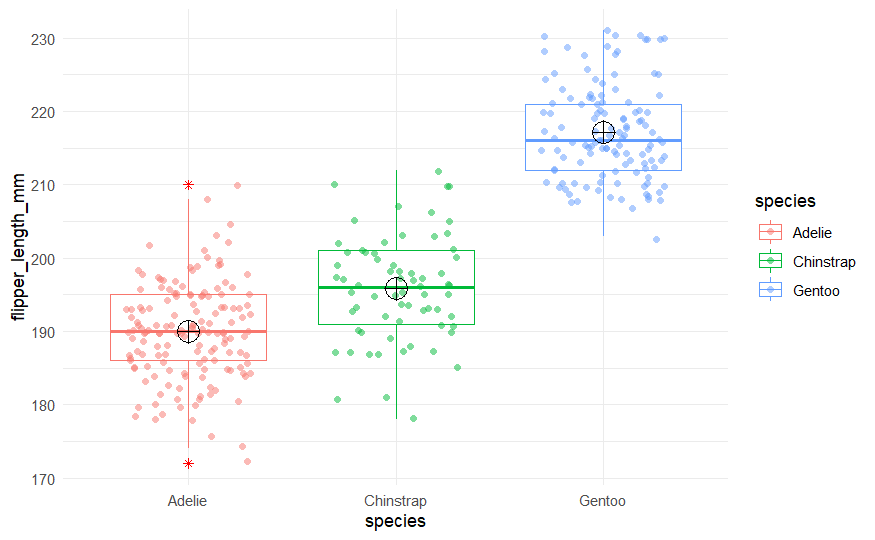 230
220
210
200
190
180
170
flipper_length_mm
Adelie
Chinstrap
Gentoo
species
species
Adelie
Chinstrap
Gentoo